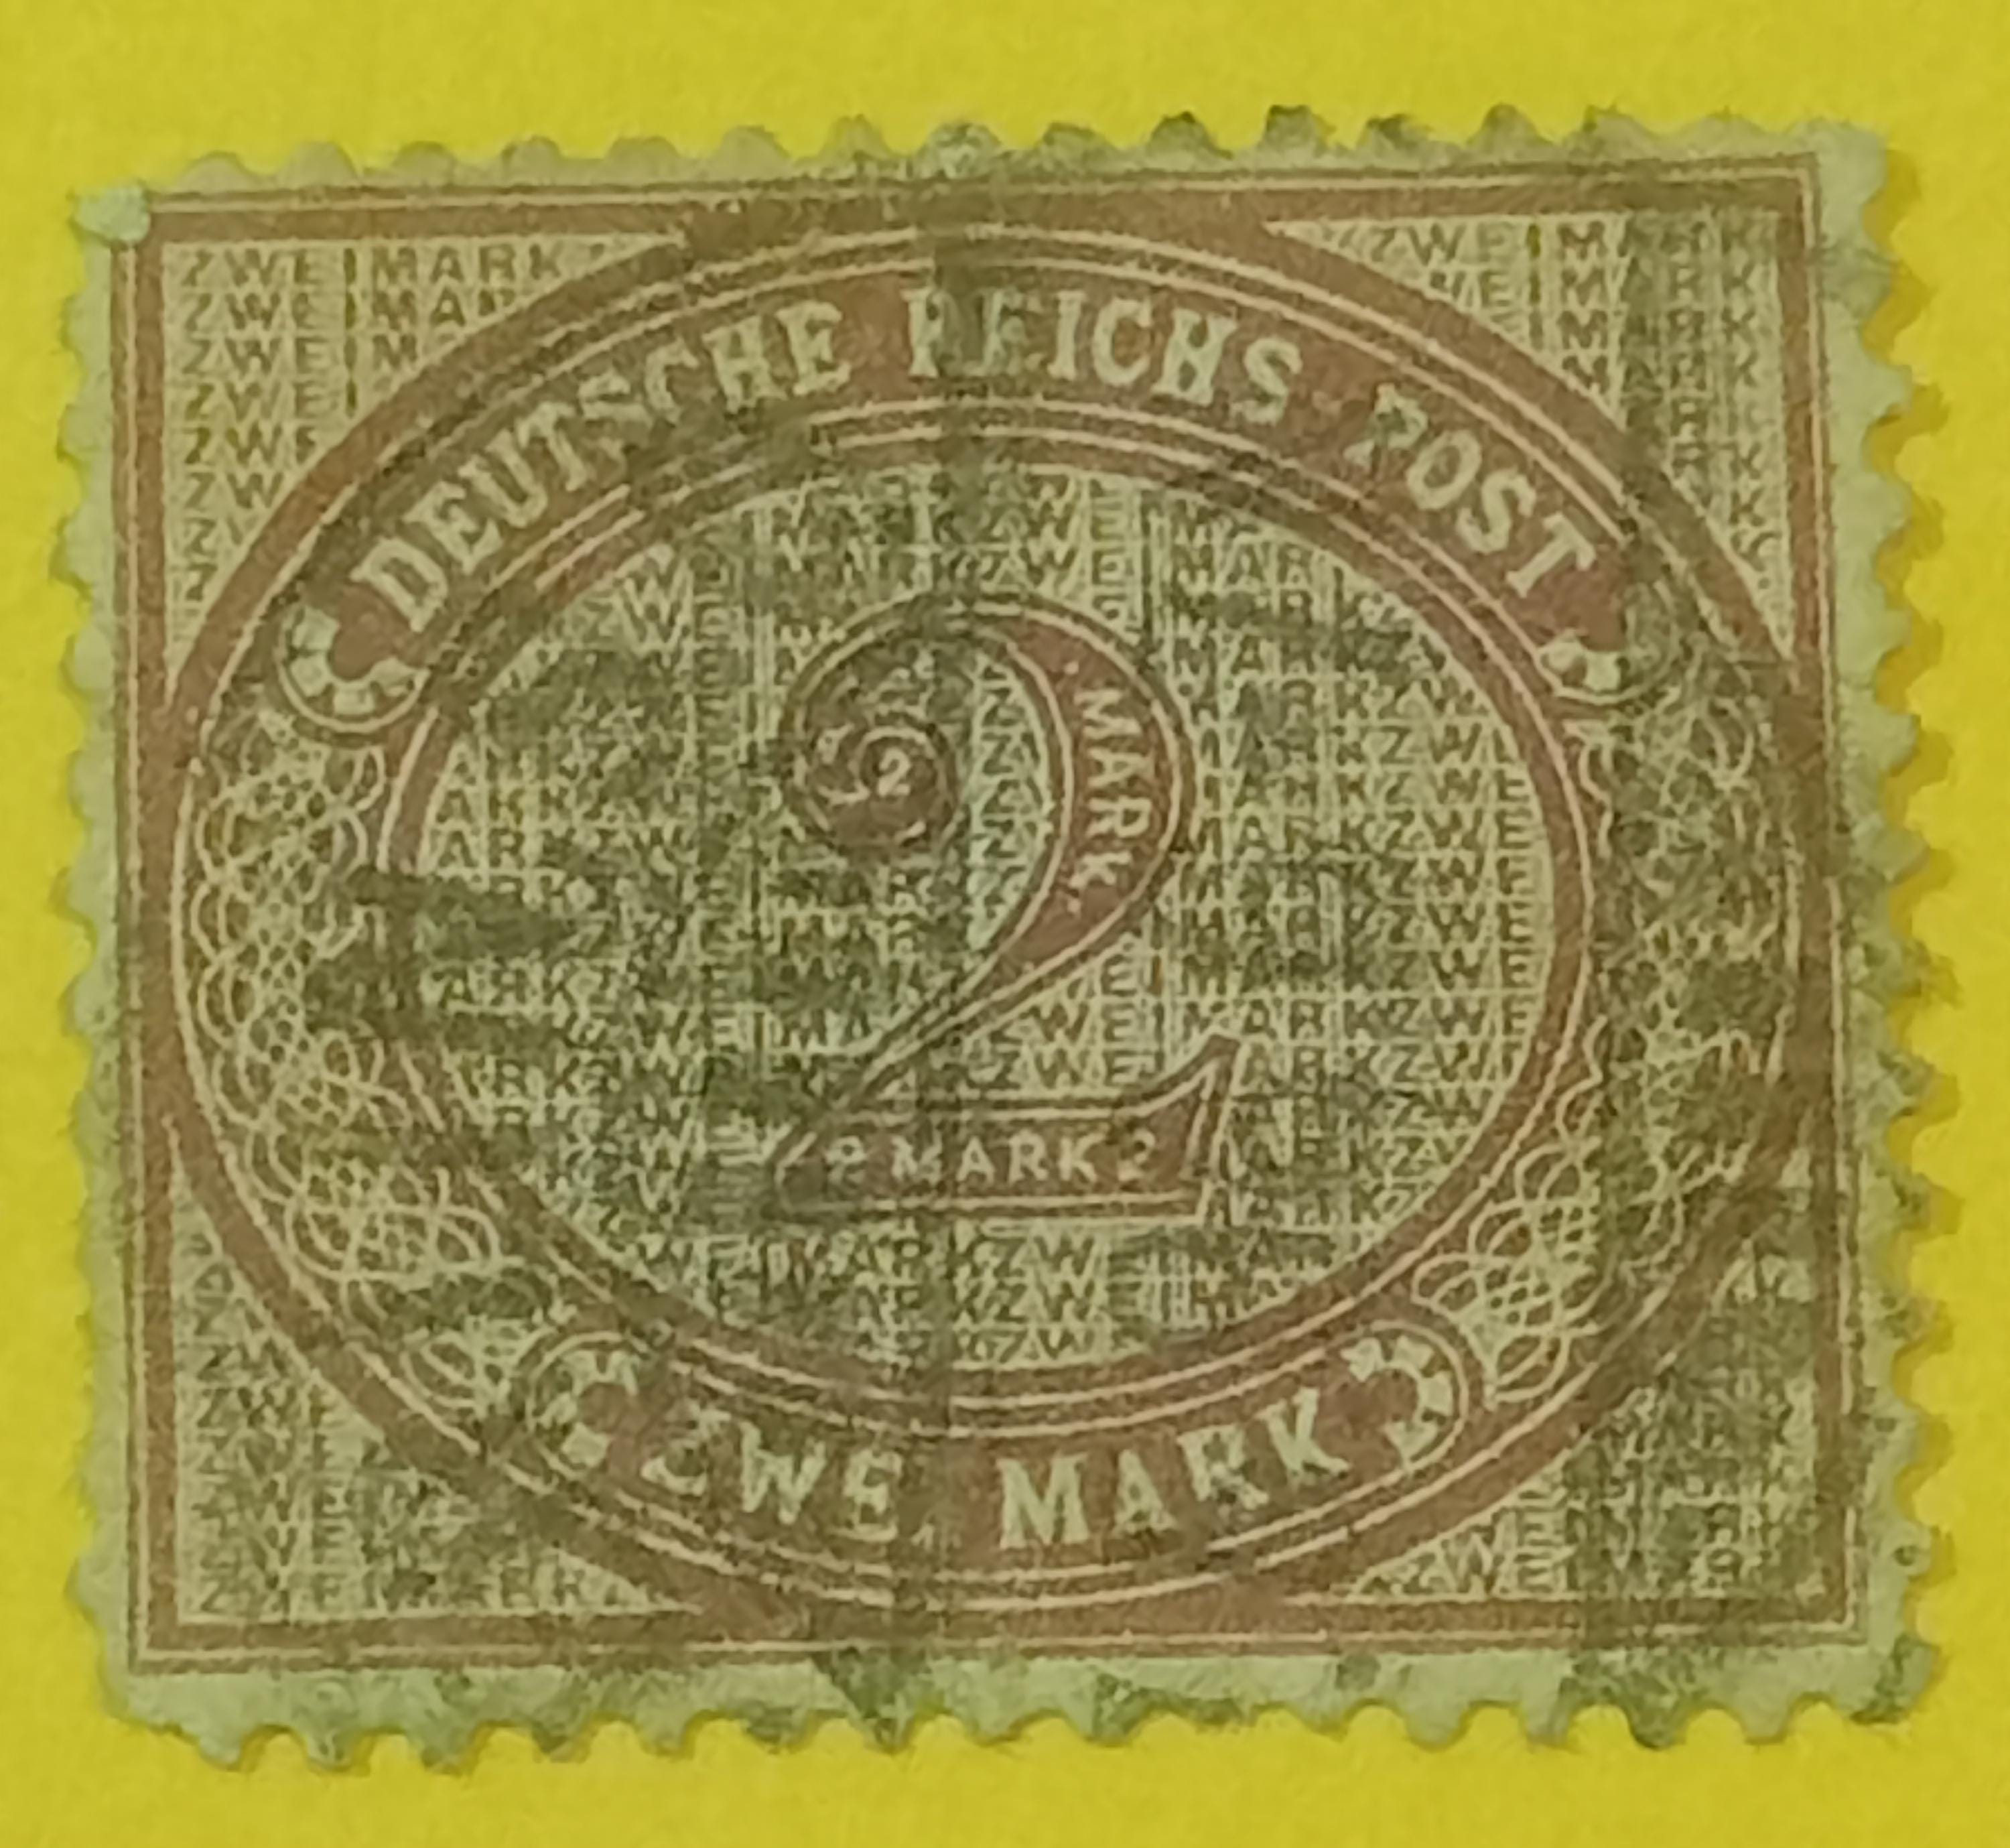 DEUTSCHE REICHS-POST
MARK
2
2 MARK 2
ZWEI MARK